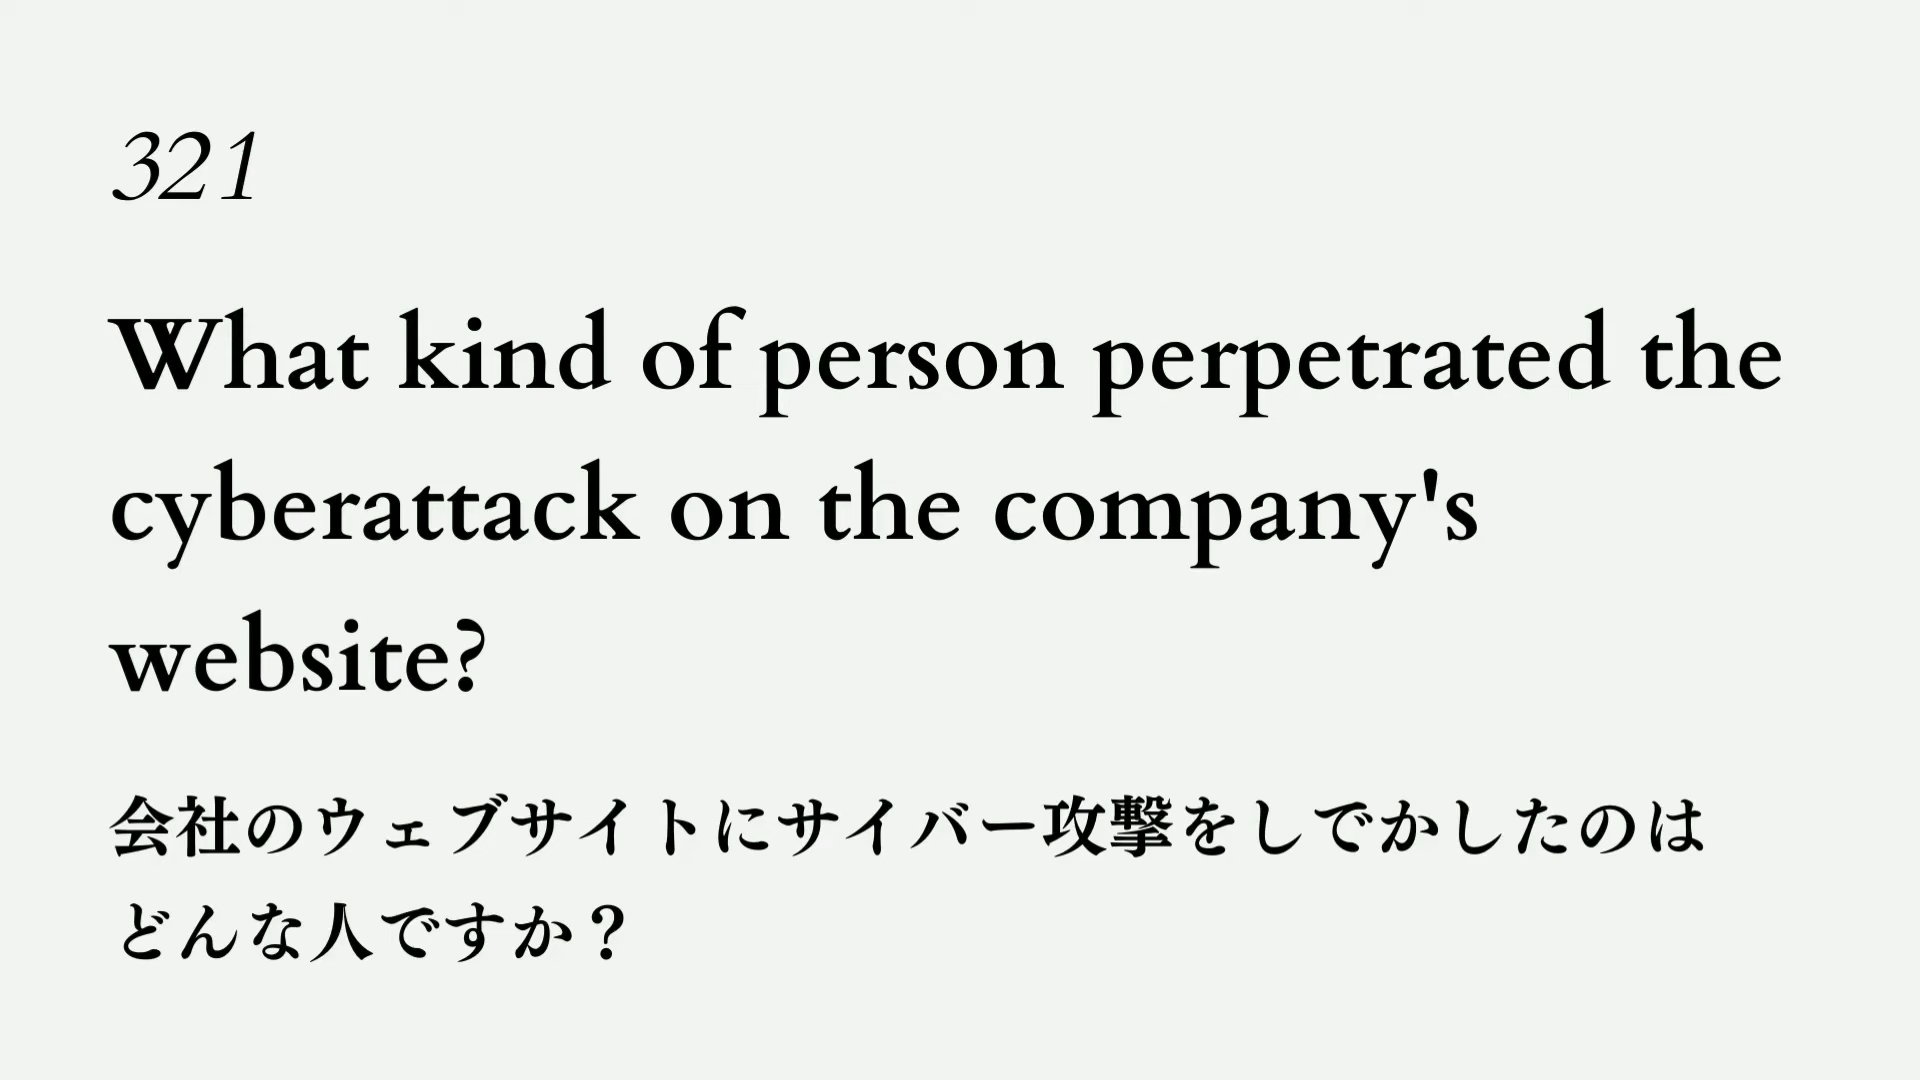 321
What kind of person perpetrated the
cyberattack on the company's
website?
会社のウェブサイトにサイバー攻撃をしでかしたのは
どんな人ですか？